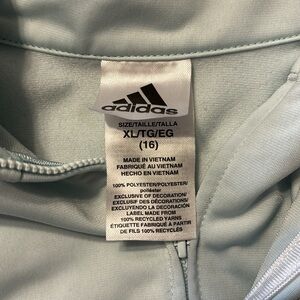 adidas
SIZE/TAILLE/TALLA
XL/TG/EG
(16)
MADE IN VIETNAM
FABRIQUÉ AU VIETNAM
HECHO EN VIETNAM
100% POLYESTER/POLYESTER/
poliéster
EXCLUSIVE OF DECORATION/
EXCLUSIF DES DÉCORATIONS/
EXCLUYENDO LA DECORACIÓN
LABEL MADE FROM
100% RECYCLED YARNS
ÉTIQUETTE FABRIQUÉ À PARTIR
DE FIL 100% RECYCLÉS